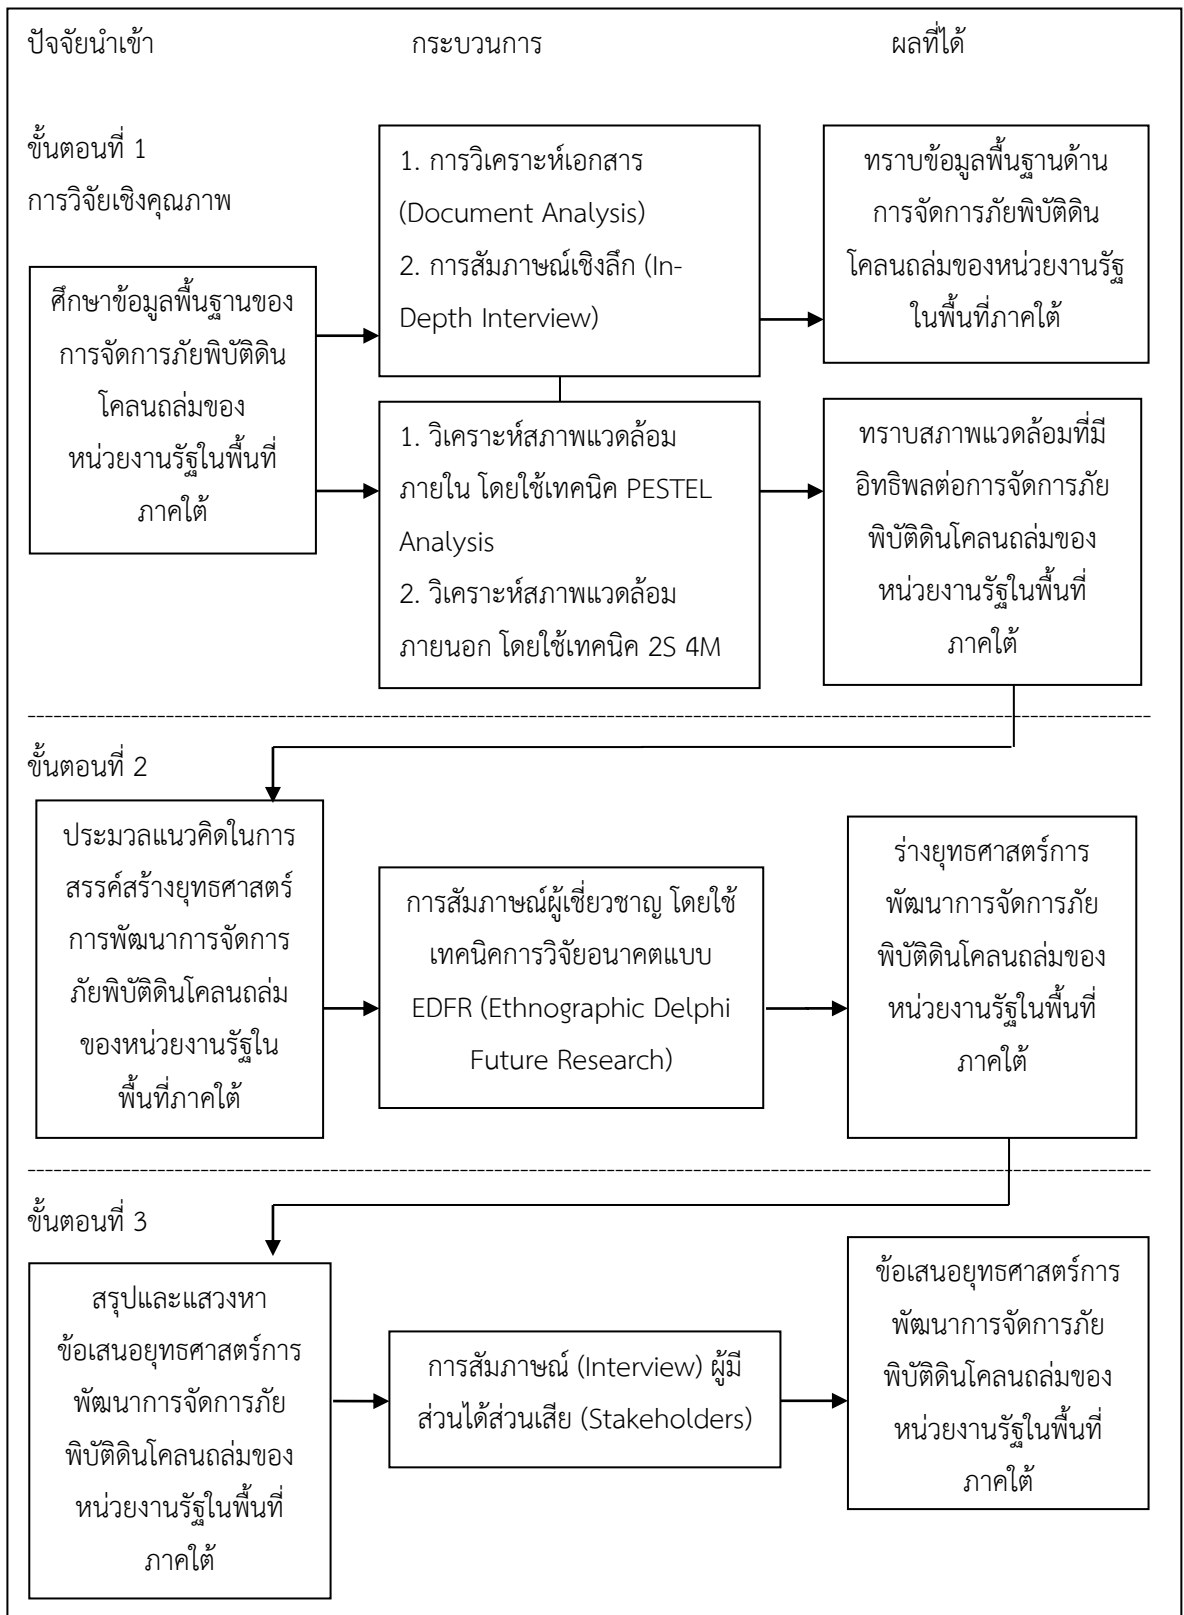 ปัจจัยนำเข้า
กระบวนการ
ผลที่ได้
ขั้นตอนที่ 1
การวิจัยเชิงคุณภาพ
ศึกษาข้อมูลพื้นฐานของ
การจัดการภัยพิบัติดิน
โคลนถล่มของ
หน่วยงานรัฐในพื้นที่
ภาคใต้
1. การวิเคราะห์เอกสาร
(Document Analysis)
2. การสัมภาษณ์เชิงลึก (In-
Depth Interview)
ทราบข้อมูลพื้นฐานด้าน
การจัดการภัยพิบัติดิน
โคลนถล่มของหน่วยงานรัฐ
ในพื้นที่ภาคใต้
1. วิเคราะห์สภาพแวดล้อม
ภายใน โดยใช้เทคนิค PESTEL
Analysis
2. วิเคราะห์สภาพแวดล้อม
ภายนอก โดยใช้เทคนิค 2S 4M
ทราบสภาพแวดล้อมที่มี
อิทธิพลต่อการจัดการภัย
พิบัติดินโคลนถล่มของ
หน่วยงานรัฐในพื้นที่
ภาคใต้
ขั้นตอนที่ 2
ประมวลแนวคิดในการ
สรรค์สร้างยุทธศาสตร์
การพัฒนาการจัดการ
ภัยพิบัติดินโคลนถล่ม
ของหน่วยงานรัฐใน
พื้นที่ภาคใต้
การสัมภาษณ์ผู้เชี่ยวชาญ โดยใช้
เทคนิคการวิจัยอนาคตแบบ
EDFR (Ethnographic Delphi
Future Research)
ร่างยุทธศาสตร์การ
พัฒนาการจัดการภัย
พิบัติดินโคลนถล่มของ
หน่วยงานรัฐในพื้นที่
ภาคใต้
ขั้นตอนที่ 3
สรุปและแสวงหา
ข้อเสนอยุทธศาสตร์การ
พัฒนาการจัดการภัย
พิบัติดินโคลนถล่มของ
หน่วยงานรัฐในพื้นที่
ภาคใต้
การสัมภาษณ์ (Interview) ผู้มี
ส่วนได้ส่วนเสีย (Stakeholders)
ข้อเสนอยุทธศาสตร์การ
พัฒนาการจัดการภัย
พิบัติดินโคลนถล่มของ
หน่วยงานรัฐในพื้นที่
ภาคใต้